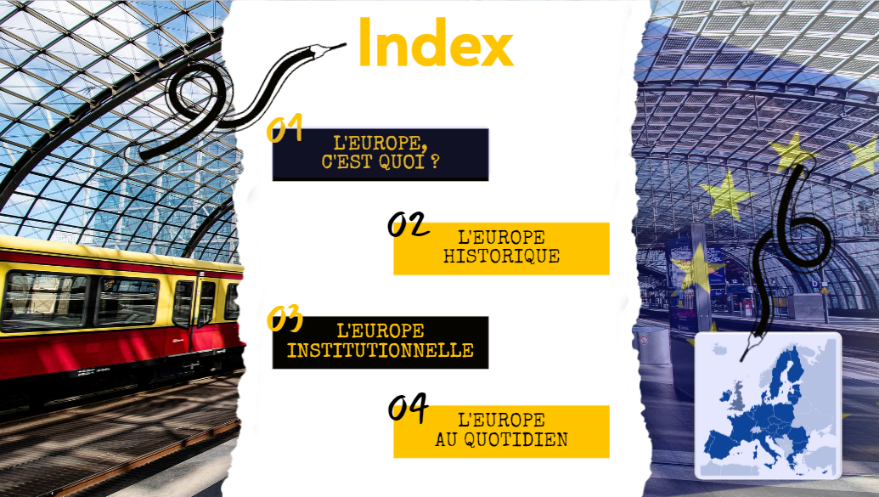 Index
01
L'EUROPE,
C'EST QUOI ?
02
L'EUROPE
HISTORIQUE
03
L'EUROPE
INSTITUTIONNELLE
04
L'EUROPE
AU QUOTIDIEN